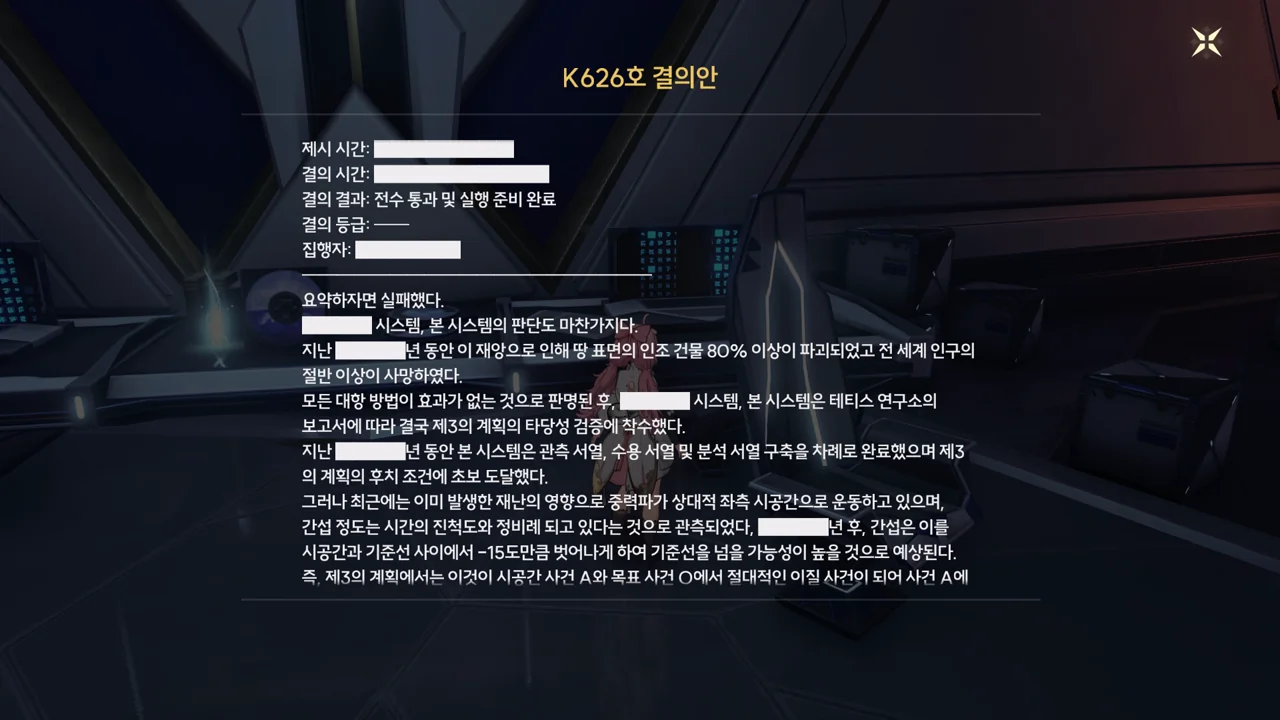 K626호 결의안
제시 시간:
결의 시간:
결의 결과: 전수 통과 및 실행 준비 완료
결의 등급: ——
집행자:
요약하자면 실패했다.
시스템, 본 시스템의 판단도 마찬가지다.
지난 년 동안 이 재앙으로 인해 땅 표면의 인조 건물 80% 이상이 파괴되었고 전 세계 인구의
절반 이상이 사망하였다.
모든 대항 방법이 효과가 없는 것으로 판명된 후, 시스템, 본 시스템은 테티스 연구소의
보고서에 따라 결국 제3의 계획의 타당성 검증에 착수했다.
지난 년 동안 본 시스템은 관측 서열, 수용 서열 및 분석 서열 구축을 차례로 완료했으며 제3
의 계획의 후치 조건에 초보 도달했다.
그러나 최근에는 이미 발생한 재난의 영향으로 중력파가 상대적 좌측 시공간으로 운동하고 있으며,
간섭 정도는 시간의 진척도와 정비례 되고 있다는 것으로 관측되었다, 년 후, 간섭은 이를
시공간과 기준선 사이에서 -15도만큼 벗어나게 하여 기준선을 넘을 가능성이 높을 것으로 예상된다.
즉, 제3의 계획에서는 이것이 시공간 사건 A와 목표 사건 O에서 절대적인 이질 사건이 되어 사건 A에